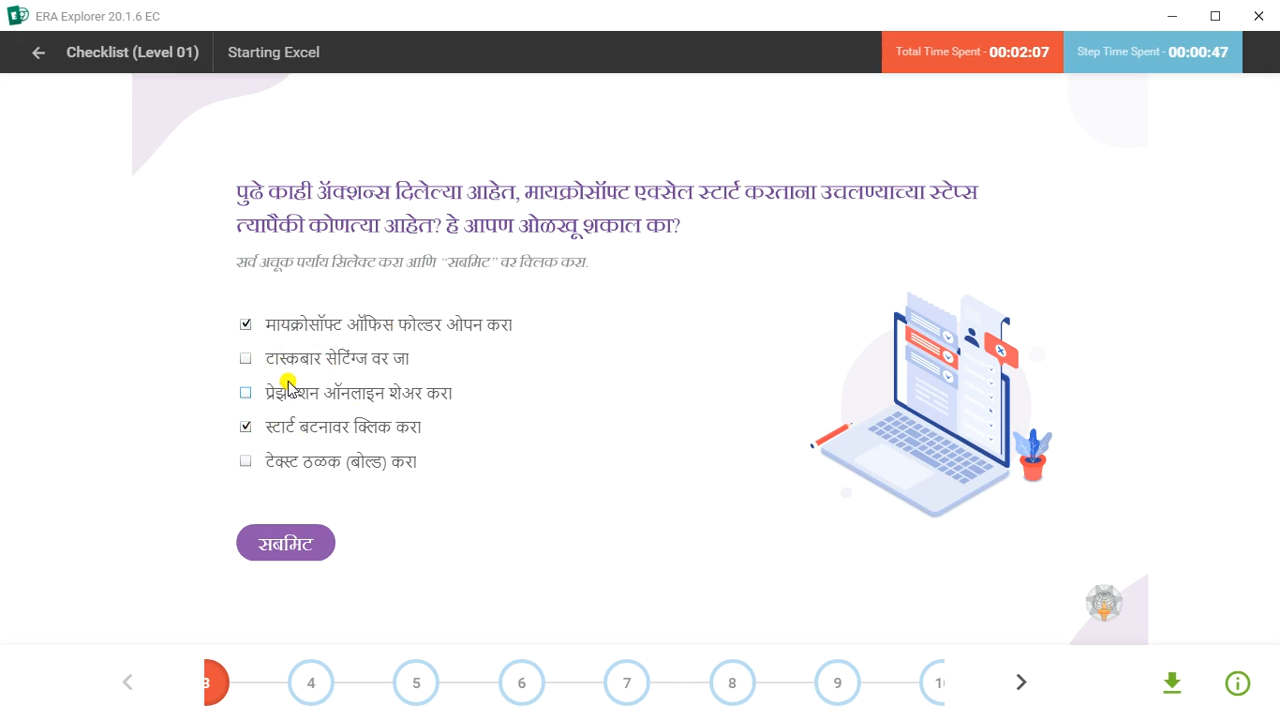 ERA Explorer 20.1.6 EC
Checklist (Level 01) Starting Excel Total Time Spent - 00:02:07 Step Time Spent - 00:00:47
पुढे काही ॲक्शन्स दिलेल्या आहेत, मायक्रोसॉफ्ट एक्सेल स्टार्ट करताना उचलण्याच्या स्टेप्स
त्यापैकी कोणत्या आहेत? हे आपण ओळखू शकाल का?
सर्व अचूक पर्याय सिलेक्ट करा आणि “सबमिट” वर क्लिक करा.
मायक्रोसॉफ्ट ऑफिस फोल्डर ओपन करा
टास्कबार सेटिंग्ज वर जा
ऑनलाइन शेअर करा
स्टार्ट बटनावर क्लिक करा
टेक्स्ट ठळक (बोल्ड) करा
सबमिट
3 4 5 6 7 8 9